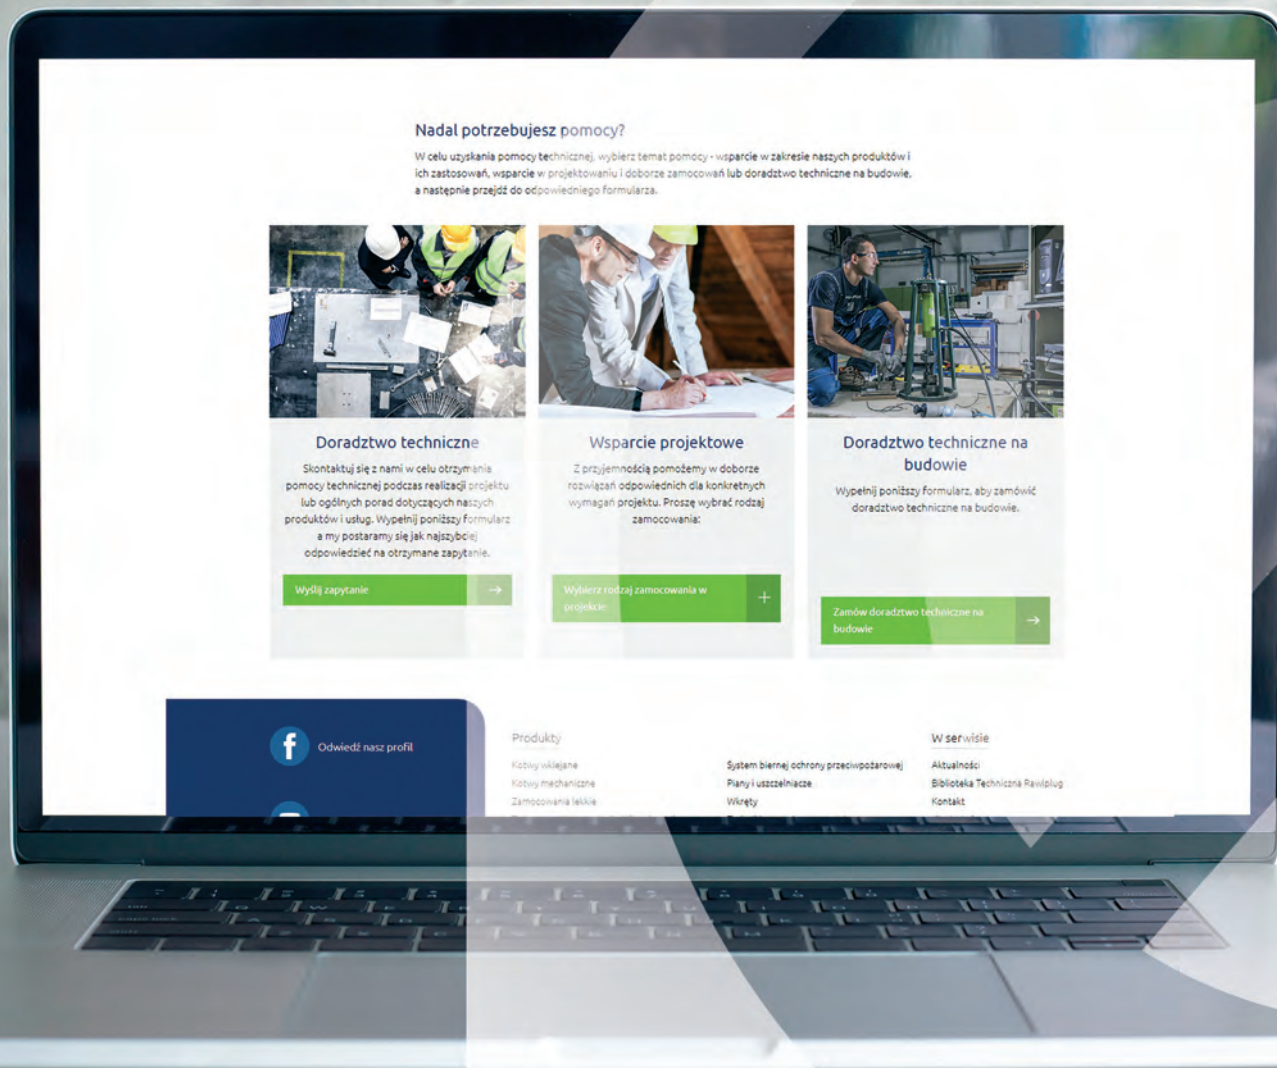 Nadal potrzebujesz pomocy?
W celu uzyskania pomocy technicznej, wybierz temat pomocy - wsparcie w zakresie naszych produktów i
ich zastosowań, wsparcie w projektowaniu i doborze zamocowań lub doradztwo techniczne na budowie,
a następnie przejdź do odpowiedniego formularza.
Doradztwo techniczne
Skontaktuj się z nami w celu otrzymania
pomocy technicznej podczas realizacji projektu
lub ogólnych porad dotyczących naszych
produktów i usług. Wypełnij poniższy formularz
a my postaramy się jak najszybciej
odpowiedzieć na otrzymane zapytanie.
Wyślij zapytanie
Wsparcie projektowe
Z przyjemnością pomożemy w doborze
rozwiązań odpowiednich dla konkretnych
wymagań projektu. Proszę wybrać rodzaj
zamocowania:
Wybierz rodzaj zamocowania w
projekcie
Doradztwo techniczne na
budowie
Wypełnij poniższy formularz, aby zamówić
doradztwo techniczne na budowie.
Zamów doradztwo techniczne na
budowie
Odwiedź nasz profil
Produkty
Kotwy wklejane
Kotwy mechaniczne
Zamocowania lekkie
System biernej ochrony przeciwpożarowej
Piany i uszczelniacze
Wkręty
W serwisie
Aktualności
Biblioteka Techniczna Rawlplug
Kontakt